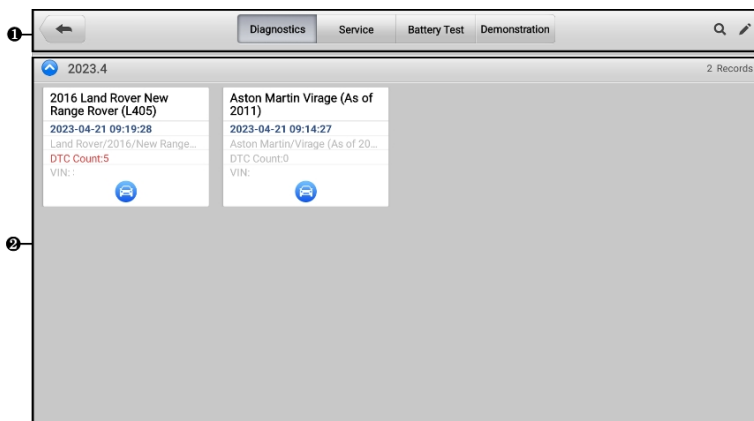 ❶
Diagnostics Service Battery Test Demonstration
❷
2023.4 2 Records
2016 Land Rover New
Range Rover (L405)
2023-04-21 09:19:28
Land Rover/2016/New Range...
DTC Count:5
VIN: :
Aston Martin Virage (As of
2011)
2023-04-21 09:14:27
Aston Martin/Virage (As of 20...
DTC Count:0
VIN: